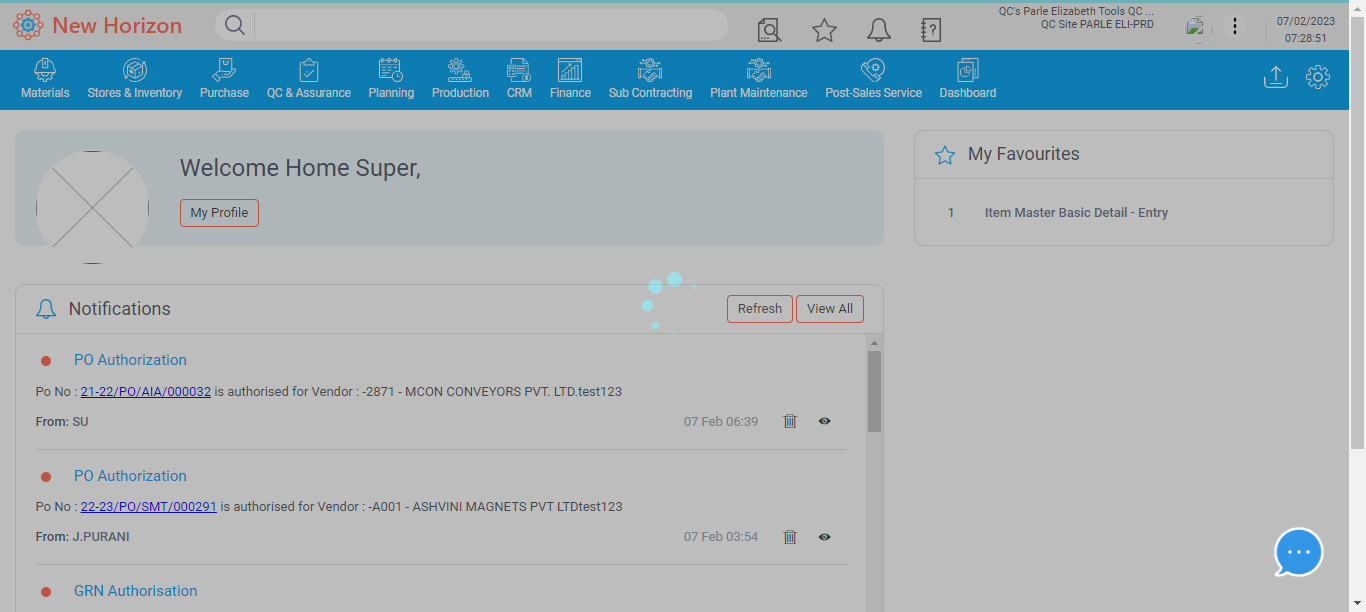 New Horizon
QC's Parle Elizabeth Tools QC ...
QC Site PARLE ELI-PRD
07/02/2023
07:28:51
Materials
Stores & Inventory
Purchase
QC & Assurance
Planning
Production
CRM
Finance
Sub Contracting
Plant Maintenance
Post-Sales Service
Dashboard
Welcome Home Super,
My Profile
My Favourites
1 Item Master Basic Detail - Entry
Notifications
Refresh
View All
PO Authorization
Po No : 21-22/PO/AIA/000032 is authorised for Vendor : -2871 - MCON CONVEYORS PVT. LTD.test123
From: SU
07 Feb 06:39
PO Authorization
Po No : 22-23/PO/SMT/000291 is authorised for Vendor : -A001 - ASHVINI MAGNETS PVT LTDtest123
From: J.PURANI
07 Feb 03:54
GRN Authorisation